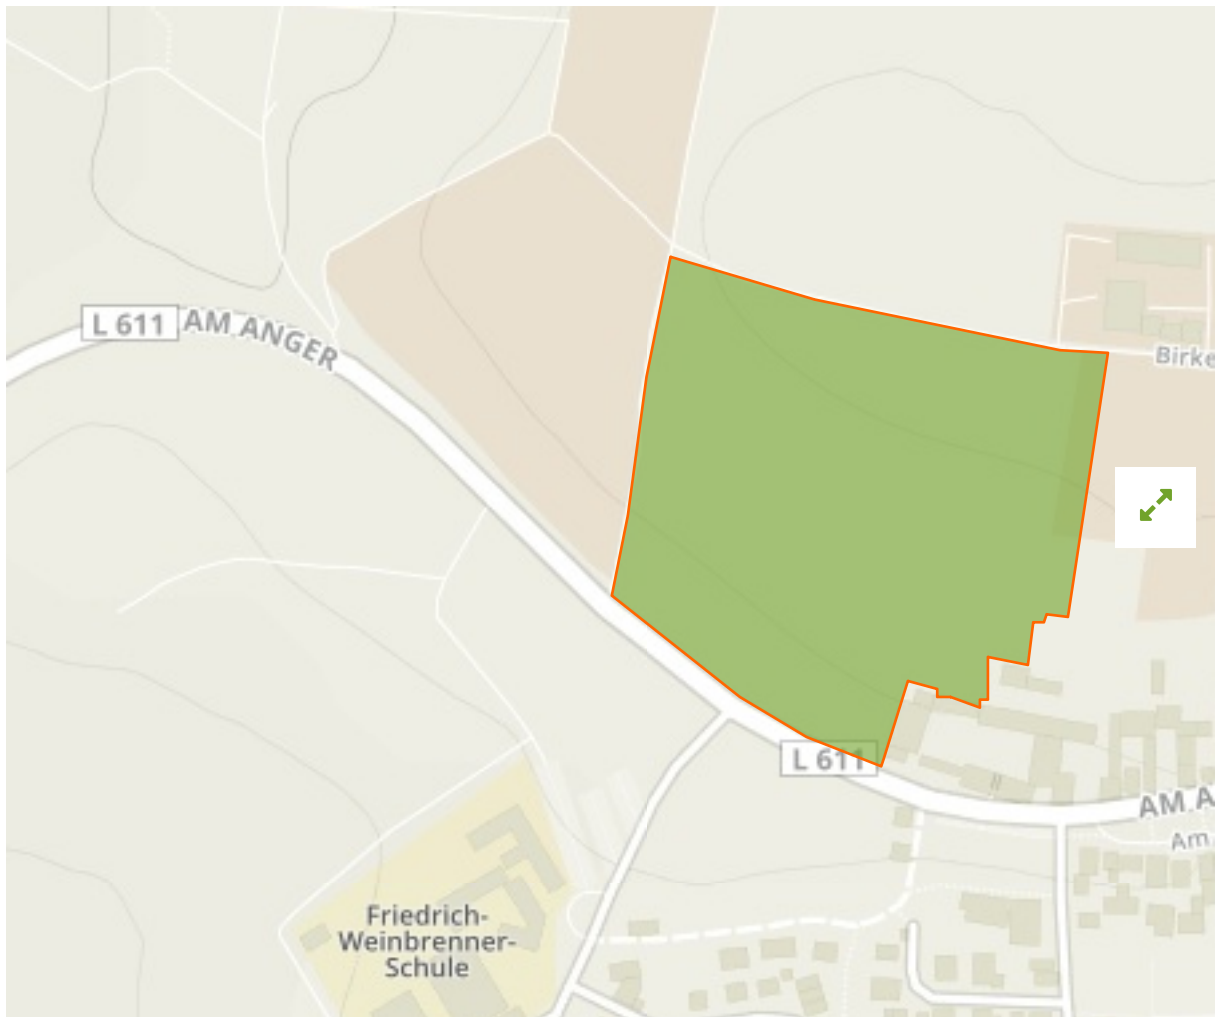 L 611
AM ANGER
Birke
L 611
AM A
Am
Friedrich-
Weinbrenner-
Schule